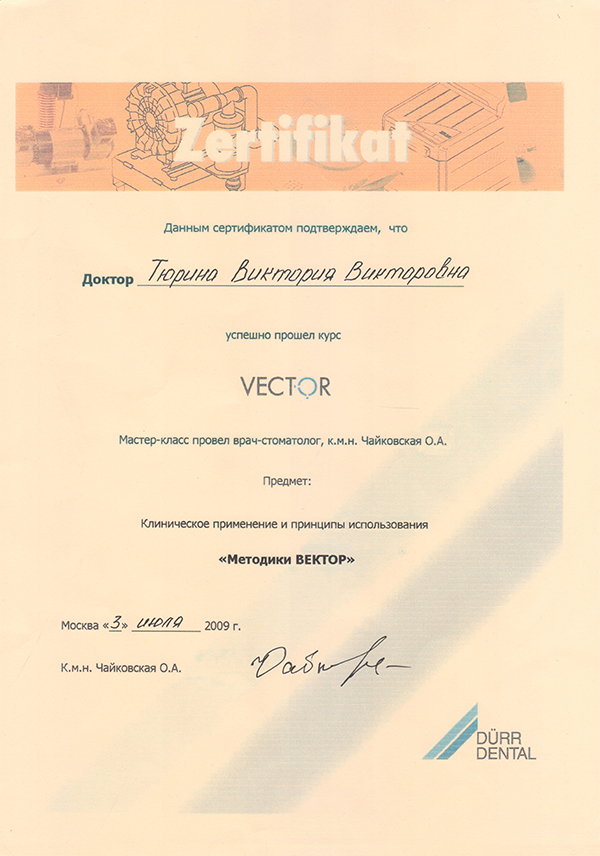 Zertifikat
Данным сертификатом подтверждаем, что
Доктор Тюрина Виктория Викторовна
успешно прошел курс
VECTOR
Мастер-класс провел врач-стоматолог, к.м.н. Чайковская О.А.
Предмет:
Клиническое применение и принципы использования
«Методики ВЕКТОР»
Москва «3» июля 2009 г.
К.м.н. Чайковская О.А.
DÜRR
DENTAL